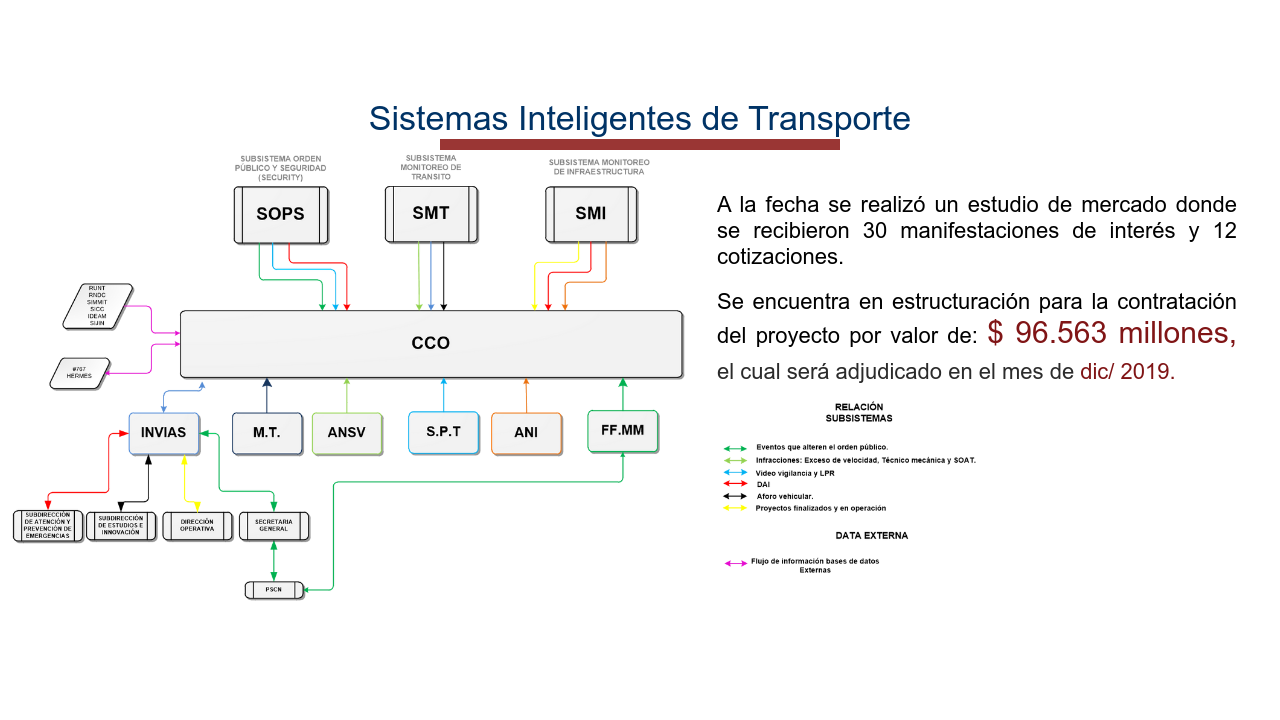 Sistemas Inteligentes de Transporte
SUBSISTEMA ORDEN
PÚBLICO Y SEGURIDAD
(SECURITY)
SUBSISTEMA
MONITOREO DE
TRANSITO
SUBSISTEMA MONITOREO
DE INFRAESTRUCTURA
SOPS
SMT
SMI
RUNT
RNDC
SIMMIT
SICC
IDEAM
SIJIN
#767
HERMES
CCO
INVIAS
M.T.
ANSV
S.P.T
ANI
FF.MM
SUBDIRECCIÓN
DE ATENCIÓN Y
PREVENCIÓN DE
EMERGENCIAS
SUBDIRECCIÓN
DE ESTUDIOS E
INNOVACIÓN
DIRECCIÓN
OPERATIVA
SECRETARIA
GENERAL
PSCN
A la fecha se realizó un estudio de mercado donde
se recibieron 30 manifestaciones de interés y 12
cotizaciones.
Se encuentra en estructuración para la contratación
del proyecto por valor de: $ 96.563 millones,
el cual será adjudicado en el mes de dic/ 2019.
RELACIÓN
SUBSISTEMAS
Eventos que alteren el orden público.
Infracciones: Exceso de velocidad, Técnico mecánica y SOAT.
Video vigilancia y LPR
DAI
Aforo vehicular.
Proyectos finalizados y en operación
DATA EXTERNA
Flujo de información bases de datos
Externas